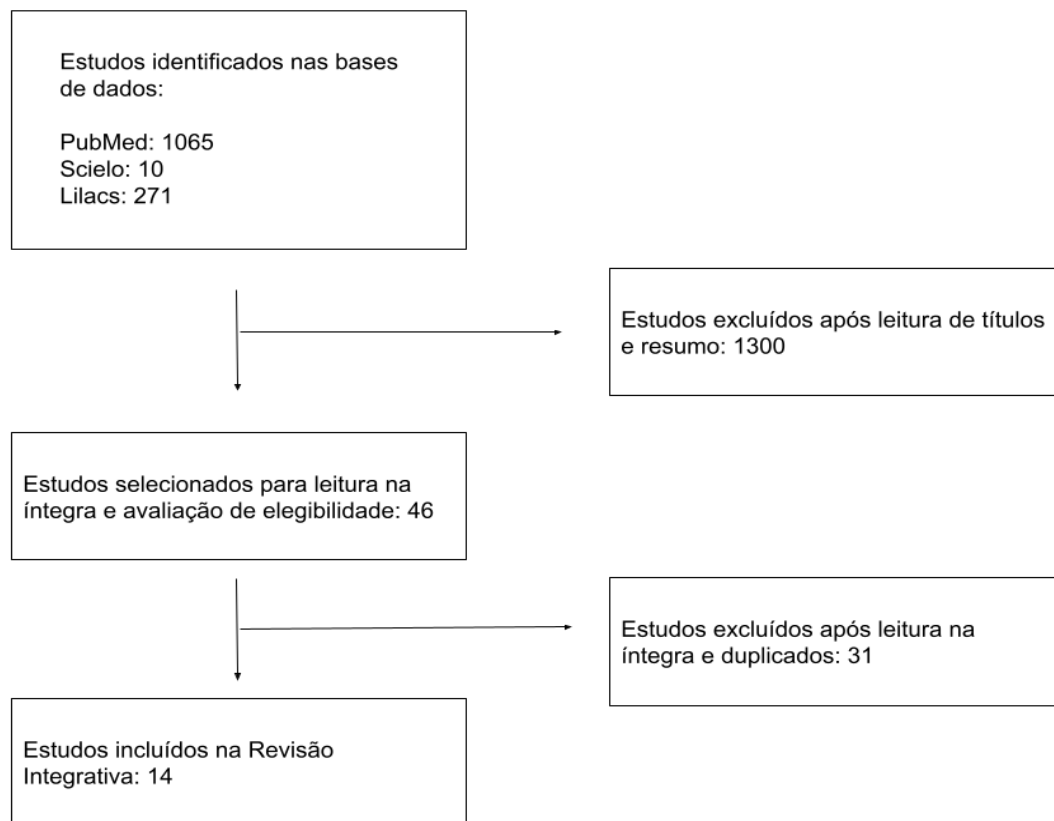 Estudos identificados nas bases
de dados:
PubMed: 1065
Scielo: 10
Lilacs: 271
Estudos excluídos após leitura de títulos
e resumo: 1300
Estudos selecionados para leitura na
íntegra e avaliação de elegibilidade: 46
Estudos excluídos após leitura na
íntegra e duplicados: 31
Estudos incluídos na Revisão
Integrativa: 14